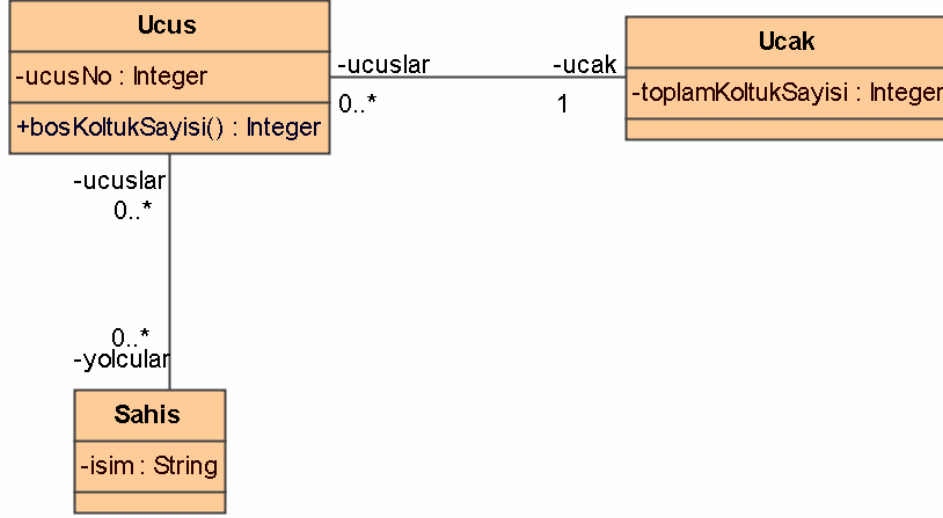 Ucus
-ucusNo : Integer
+bosKoltukSayisi() : Integer
-ucuslar
0..*
-ucak
1
Ucak
-toplamKoltukSayisi : Integer
-ucuslar
0..*
0..*
-yolcular
Sahis
-isim : String